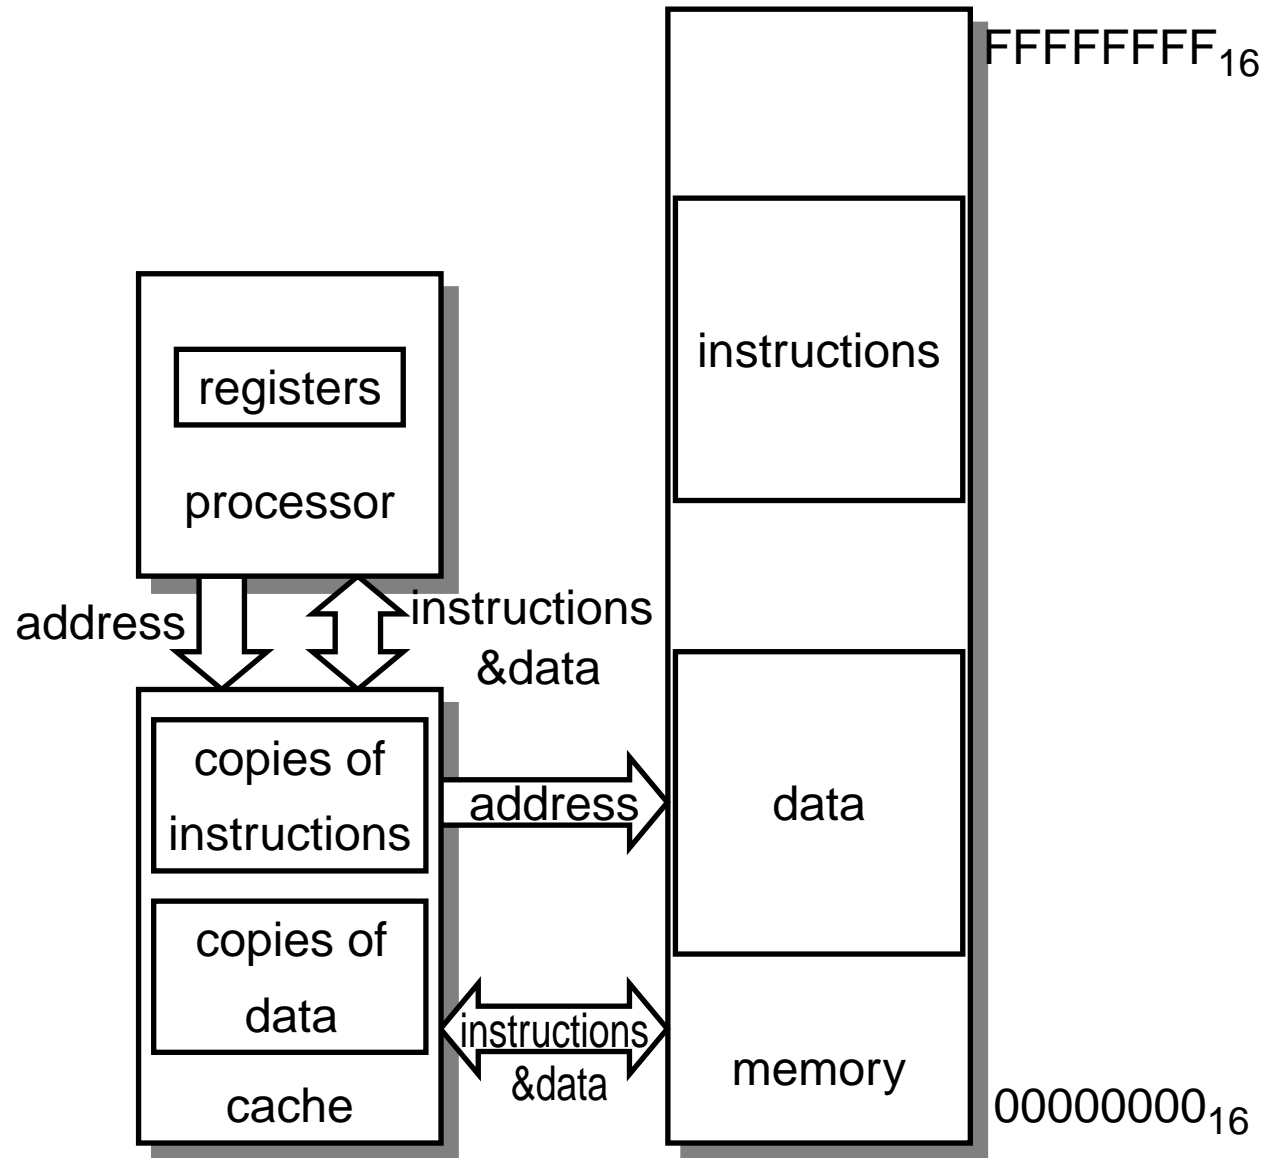 FFFFFFFF16
instructions
registers
processor
address
instructions
&data
copies of
instructions
address
data
copies of
data
instructions
&data
cache
memory
0000000016